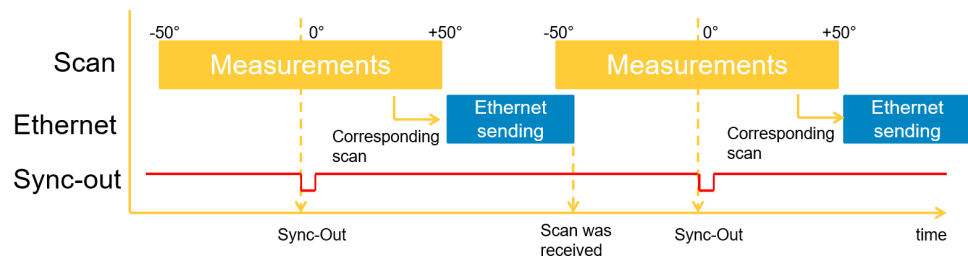 -50° 0° +50° -50° 0° +50°
Scan Measurements Measurements
Ethernet
Corresponding
scan
Ethernet
sending
Corresponding
scan
Ethernet
sending
Sync-out
Sync-Out
Scan was
received
Sync-Out
time